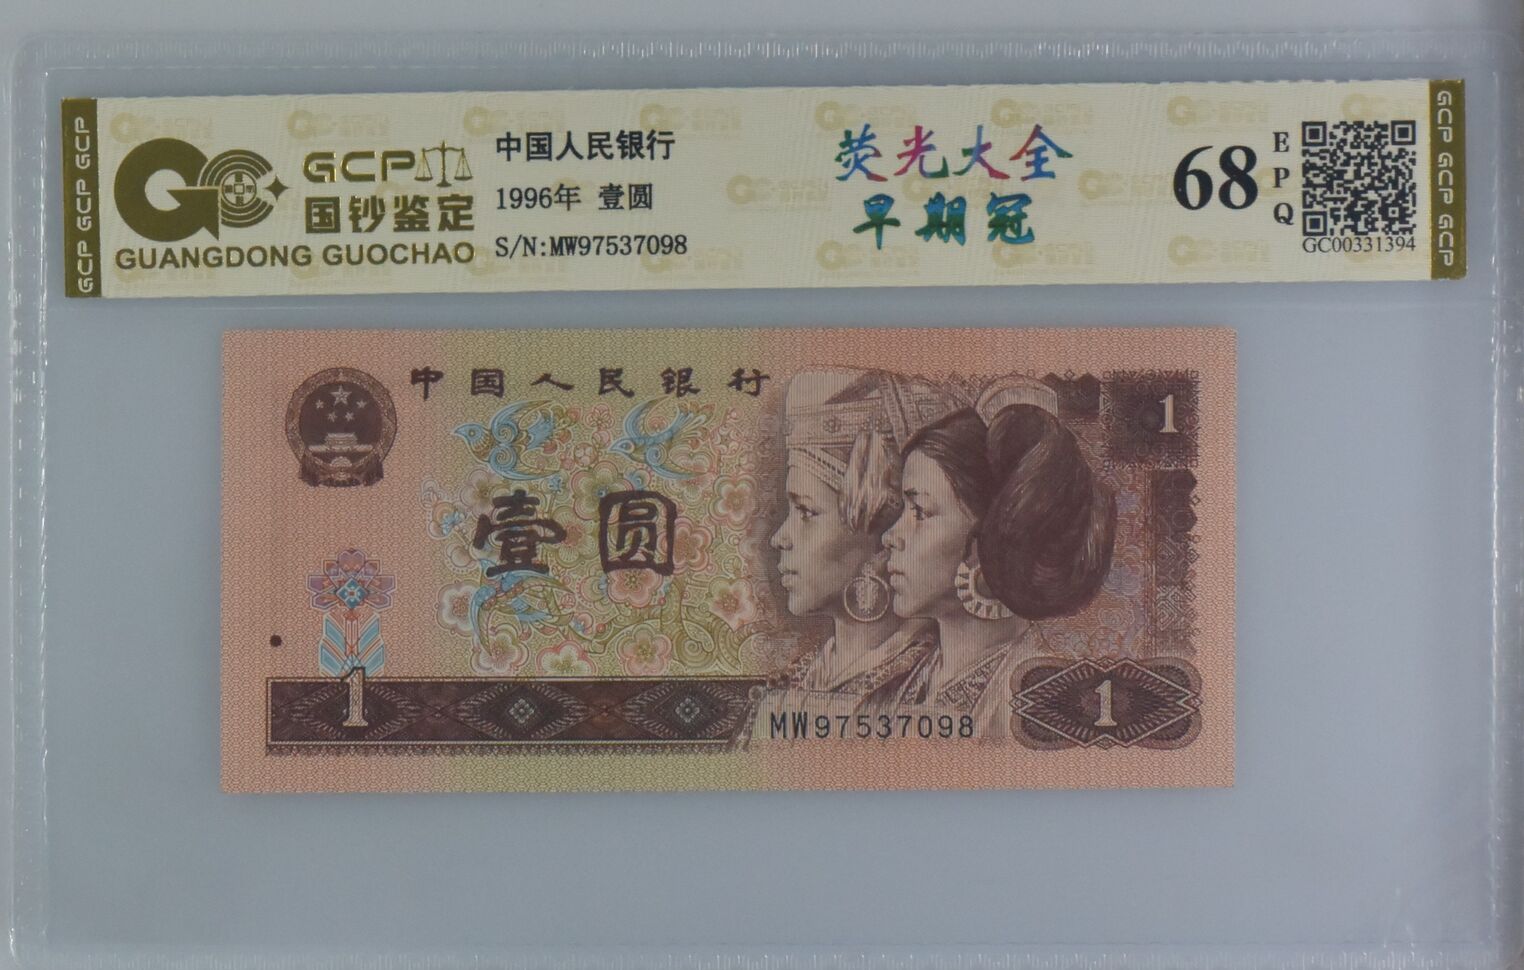 GCP GCP GCP
GCP
国钞鉴定
GUANGDONG GUOCHAO
中国人民银行
1996年 壹圆
S/N:MW97537098
荧光大全
早期冠
68
EPQ
GC00331394
GCP GCP GCP
中国人民银行
1
壹圆
1
MW97537098
1